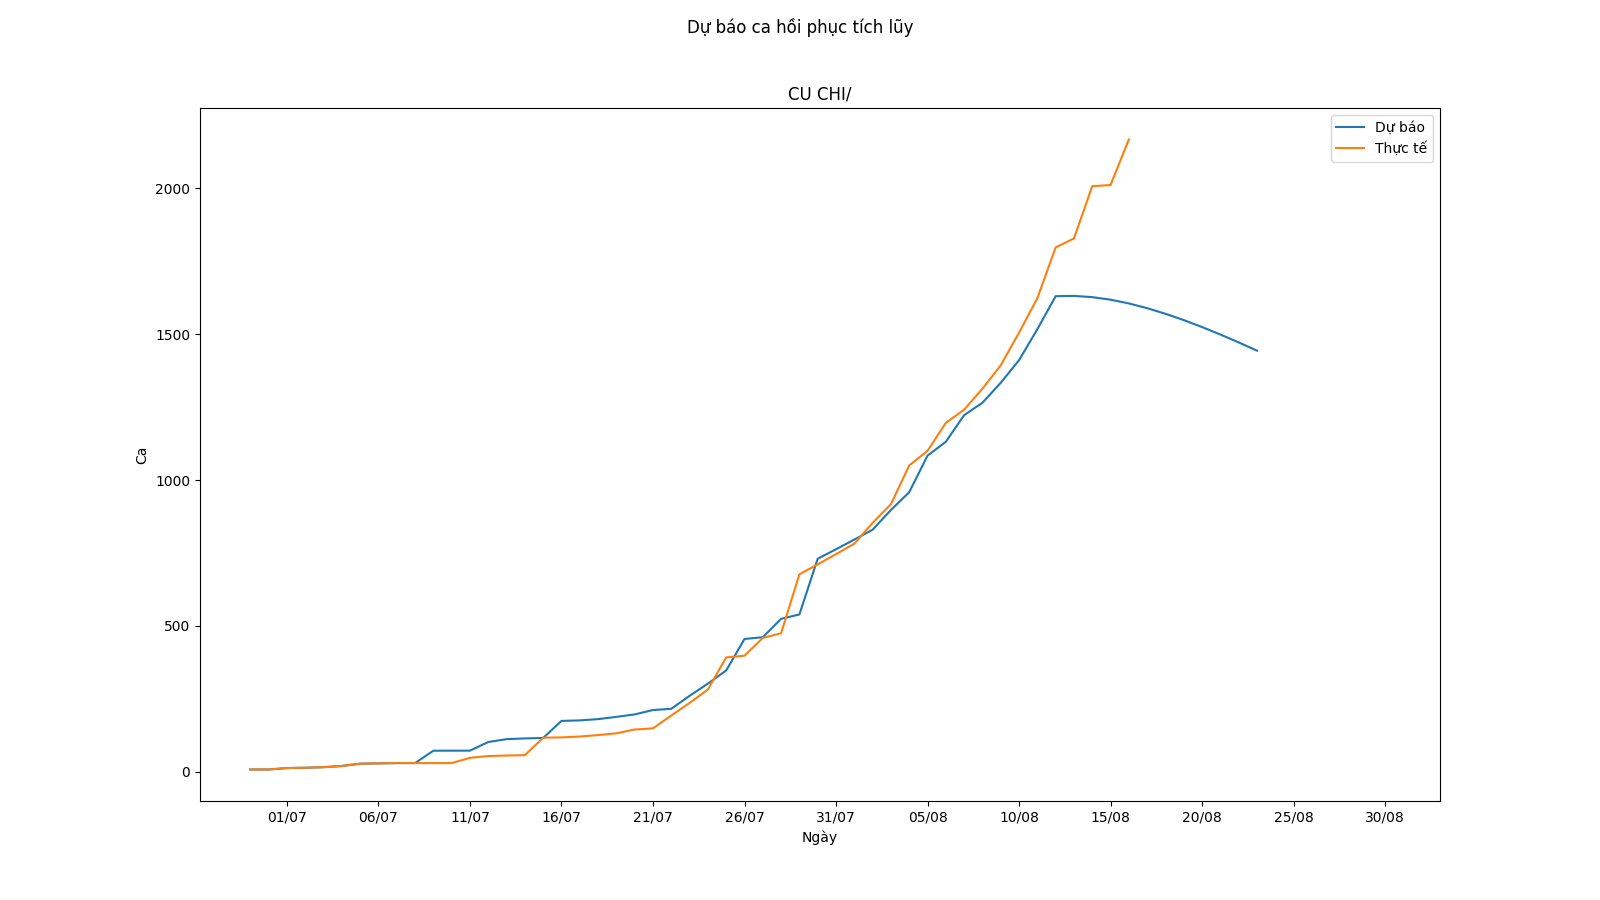 Dự báo ca hồi phục tích lũy
CU CHI/
Dự báo
Thực tế
2000
1500
1000
500
0
Ca
01/07 06/07 11/07 16/07 21/07 26/07 31/07 05/08 10/08 15/08 20/08 25/08 30/08
Ngày